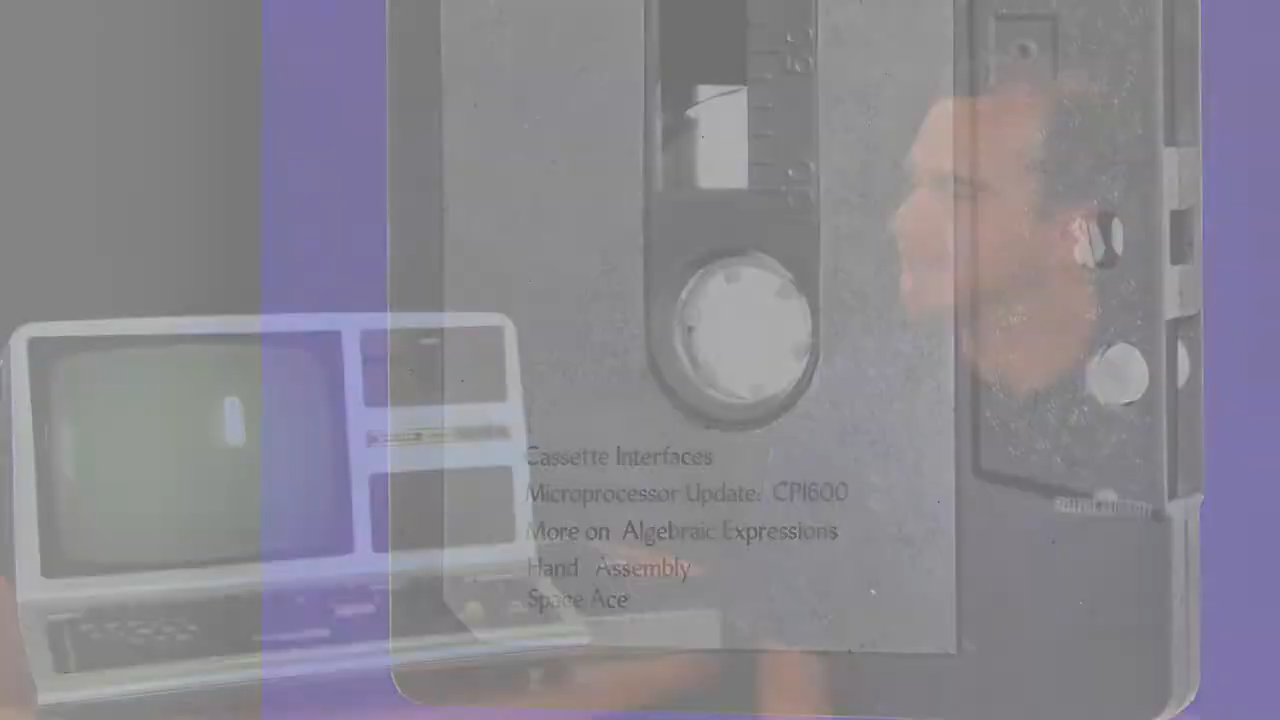 Cassette Interfaces
Microprocessor Update: CP1600
More on Algebraic Expressions
Hand Assembly
Space Ace